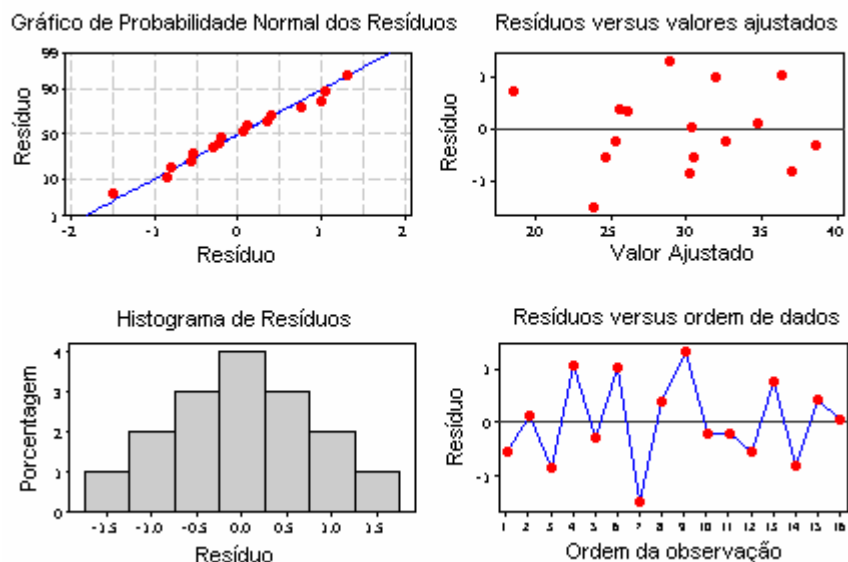 Gráfico de Probabilidade Normal dos Resíduos
Resíduo
99
90
50
10
1
-2 -1 0 1 2
Resíduo
Resíduos versus valores ajustados
Resíduo
1
0
-1
20 25 30 35 40
Valor Ajustado
Histograma de Resíduos
Porcentagem
4
3
2
1
0
-1.5 -1.0 -0.5 0.0 0.5 1.0 1.5
Resíduo
Resíduos versus ordem de dados
Resíduo
1
0
-1
1 2 3 4 5 6 7 8 9 10 11 12 13 14 15 16
Ordem da observação